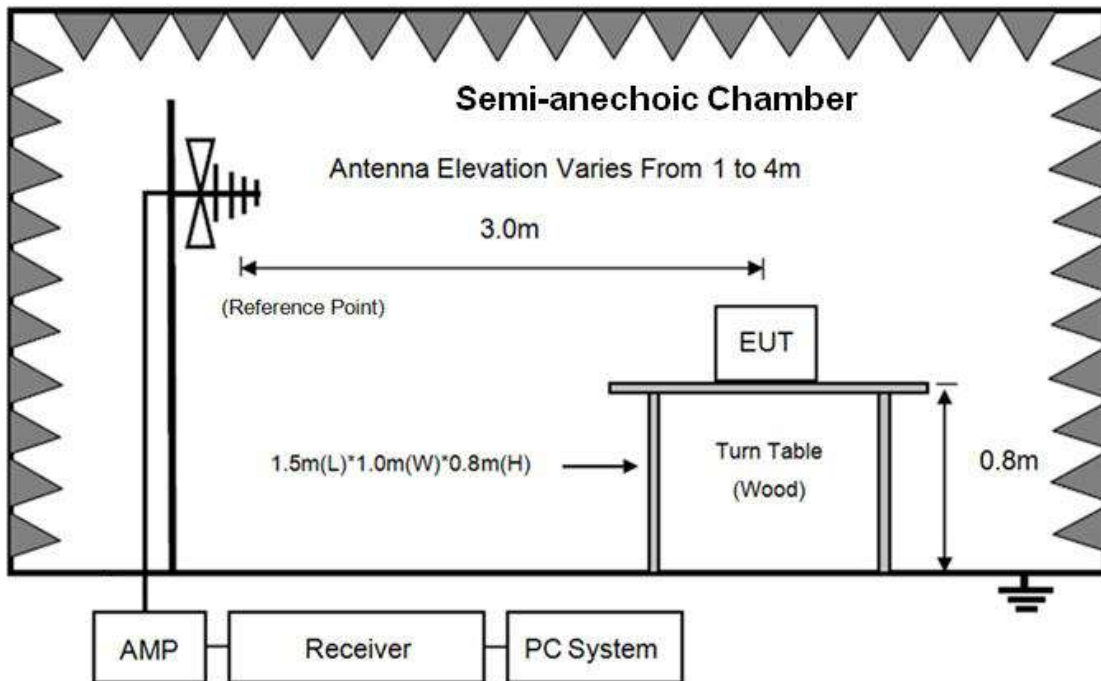 Semi-anechoic Chamber
Antenna Elevation Varies From 1 to 4m
3.0m
(Reference Point)
EUT
1.5m(L)*1.0m(W)*0.8m(H)
Turn Table
(Wood)
0.8m
AMP
Receiver
PC System